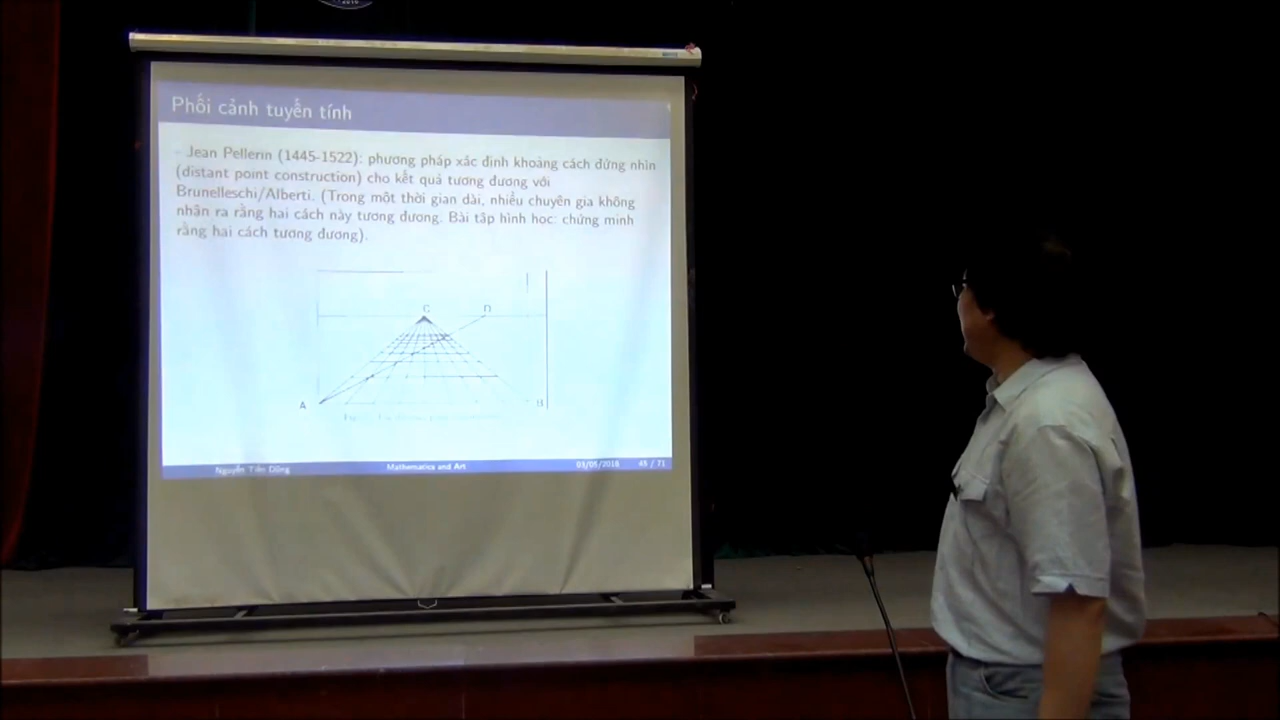 Phối cảnh tuyến tính
- Jean Pellerin (1445-1522): phương pháp xác định khoảng cách đứng nhìn
(distant point construction) cho kết quả tương đương với
Brunelleschi/Alberti. (Trong một thời gian dài, nhiều chuyên gia không
nhận ra rằng hai cách này tương đương. Bài tập hình học: chứng minh
rằng hai cách tương đương).
C D
A B
Nguyễn Tiến Dũng Mathematics and Art 03/05/2016 45 / 71